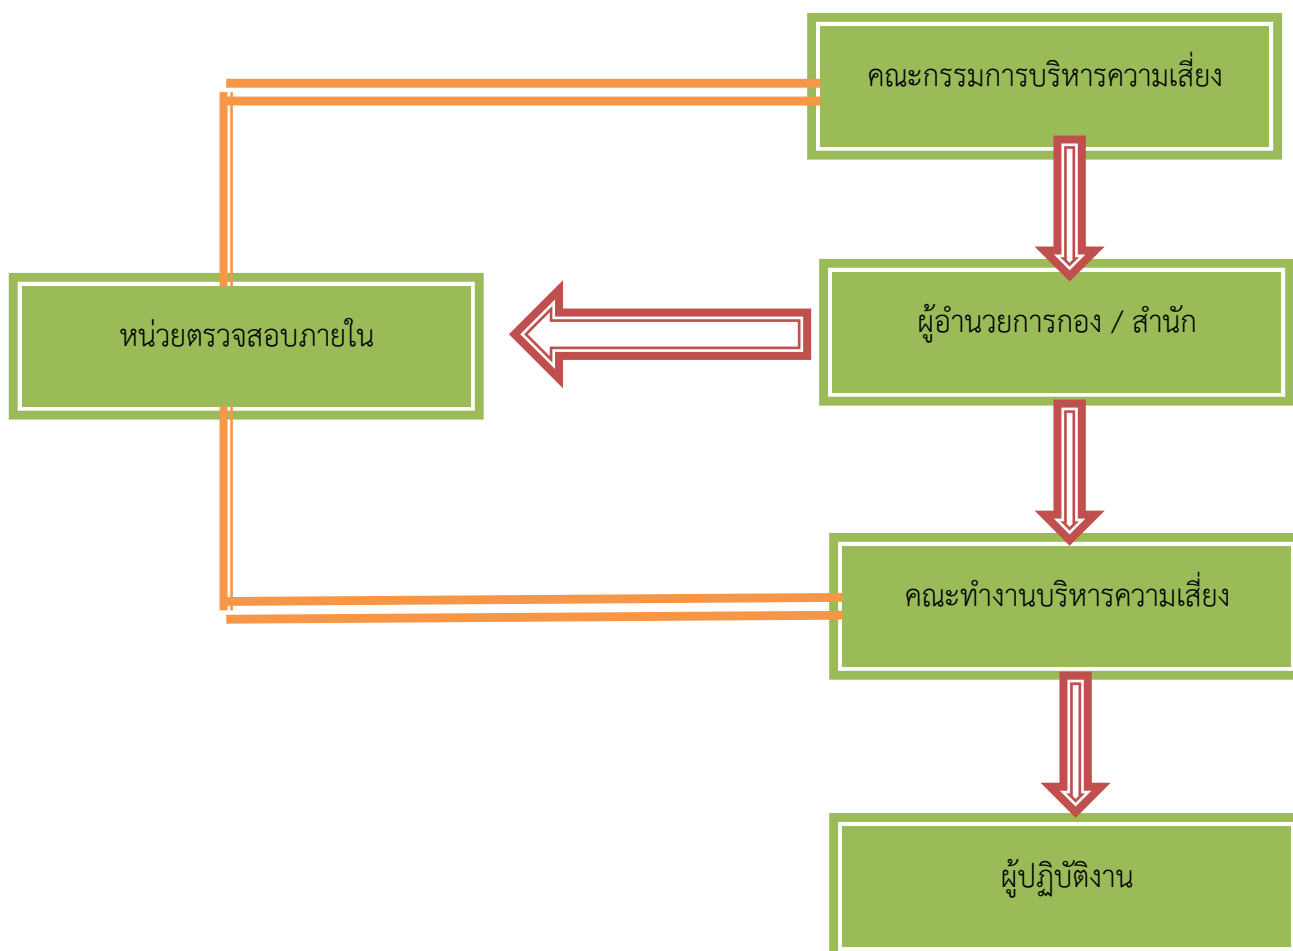 คณะกรรมการบริหารความเสี่ยง
ผู้อำนวยการกอง / สำนัก
หน่วยตรวจสอบภายใน
คณะทำงานบริหารความเสี่ยง
ผู้ปฏิบัติงาน